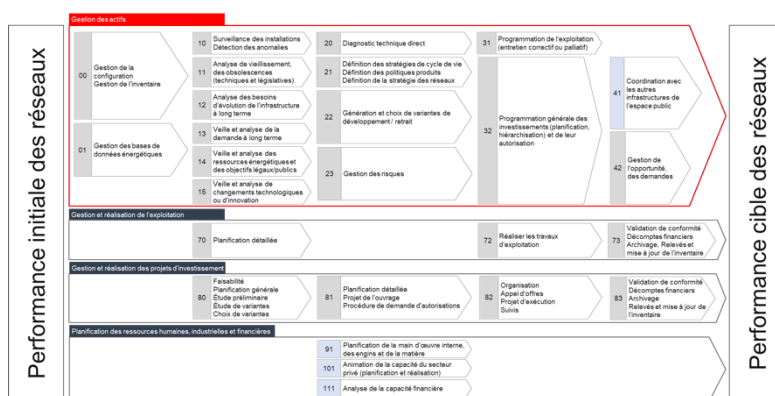 Performance initiale des réseaux
Gestion des actifs
00
Gestion de la
configuration
Gestion de l'inventaire
01
Gestion des bases de
données énergétiques
10
Surveillance des installations
Détection des anomalies
11
Analyse de vieillissement,
des obsolescences
(techniques et législatives)
12
Analyse des besoins
d'évolution de l'infrastructure
à long terme
13
Veille et analyse de la
demande à long terme
14
Veille et analyse des
ressources énergétiques et
des objectifs légaux/publics
15
Veille et analyse de
changements technologiques
ou d'innovation
20
Diagnostic technique direct
21
Définition des stratégies de cycle de vie
Définition des politiques produits
Définition de la stratégie des réseaux
22
Génération et choix de variantes de
développement / retrait
23
Gestion des risques
31
Programmation de l'exploitation
(entretien correctif ou palliatif)
32
Programmation générale des
investissements (planification,
hiérarchisation) et de leur
autorisation
41
Coordination avec
les autres
infrastructures de
l'espace public
42
Gestion de
l'opportunité,
des demandes
Gestion et réalisation de l'exploitation
70
Planification détaillée
72
Réaliser les travaux
d'exploitation
73
Validation de conformité
Décomptes financiers
Archivage, Relevés et
mise à jour de l'inventaire
Gestion et réalisation des projets d'investissement
80
Faisabilité
Planification générale
Étude préliminaire
Étude de variantes
Choix de variantes
81
Planification détaillée
Projet de l'ouvrage
Procédure de demande d'autorisations
82
Organisation
Appel d'offres
Projet d'exécution
Suivis
83
Validation de conformité
Décomptes financiers
Archivage
Relevés et mise à jour de
l'inventaire
Planification des ressources humaines, industrielles et financières
91
Planification de la main d'œuvre interne,
des engins et de la matière
101
Animation de la capacité du secteur
privé (planification et réalisation)
111
Analyse de la capacité financière
Performance cible des réseaux